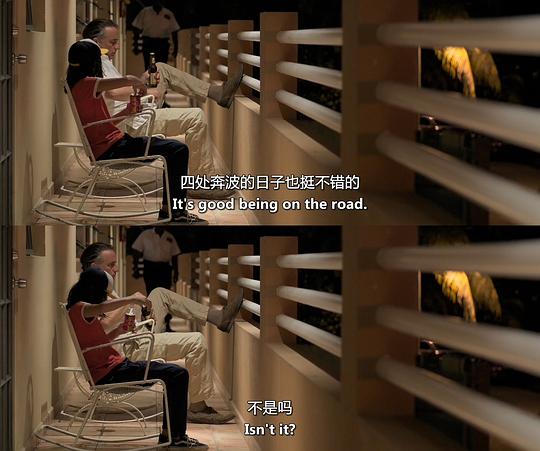 四处奔波的日子也挺不错的
It's good being on the road.
不是吗
Isn't it?